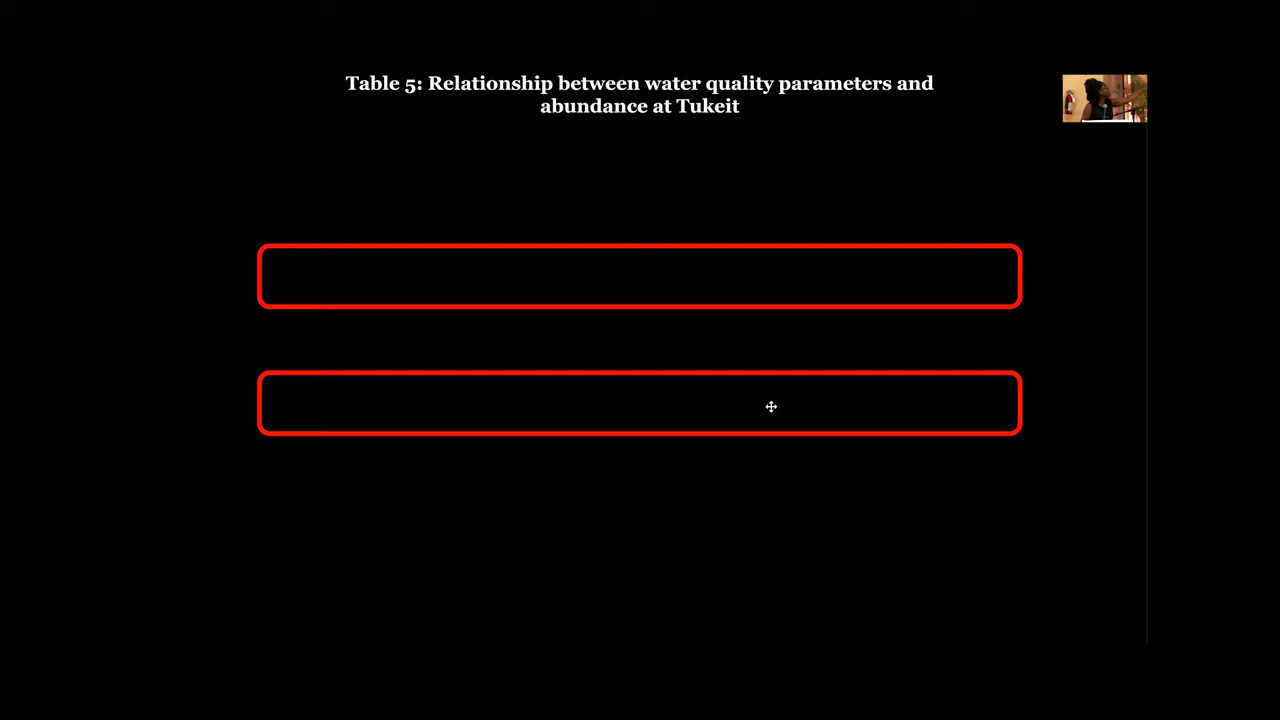 Table 5: Relationship between water quality parameters and
abundance at Tukeit